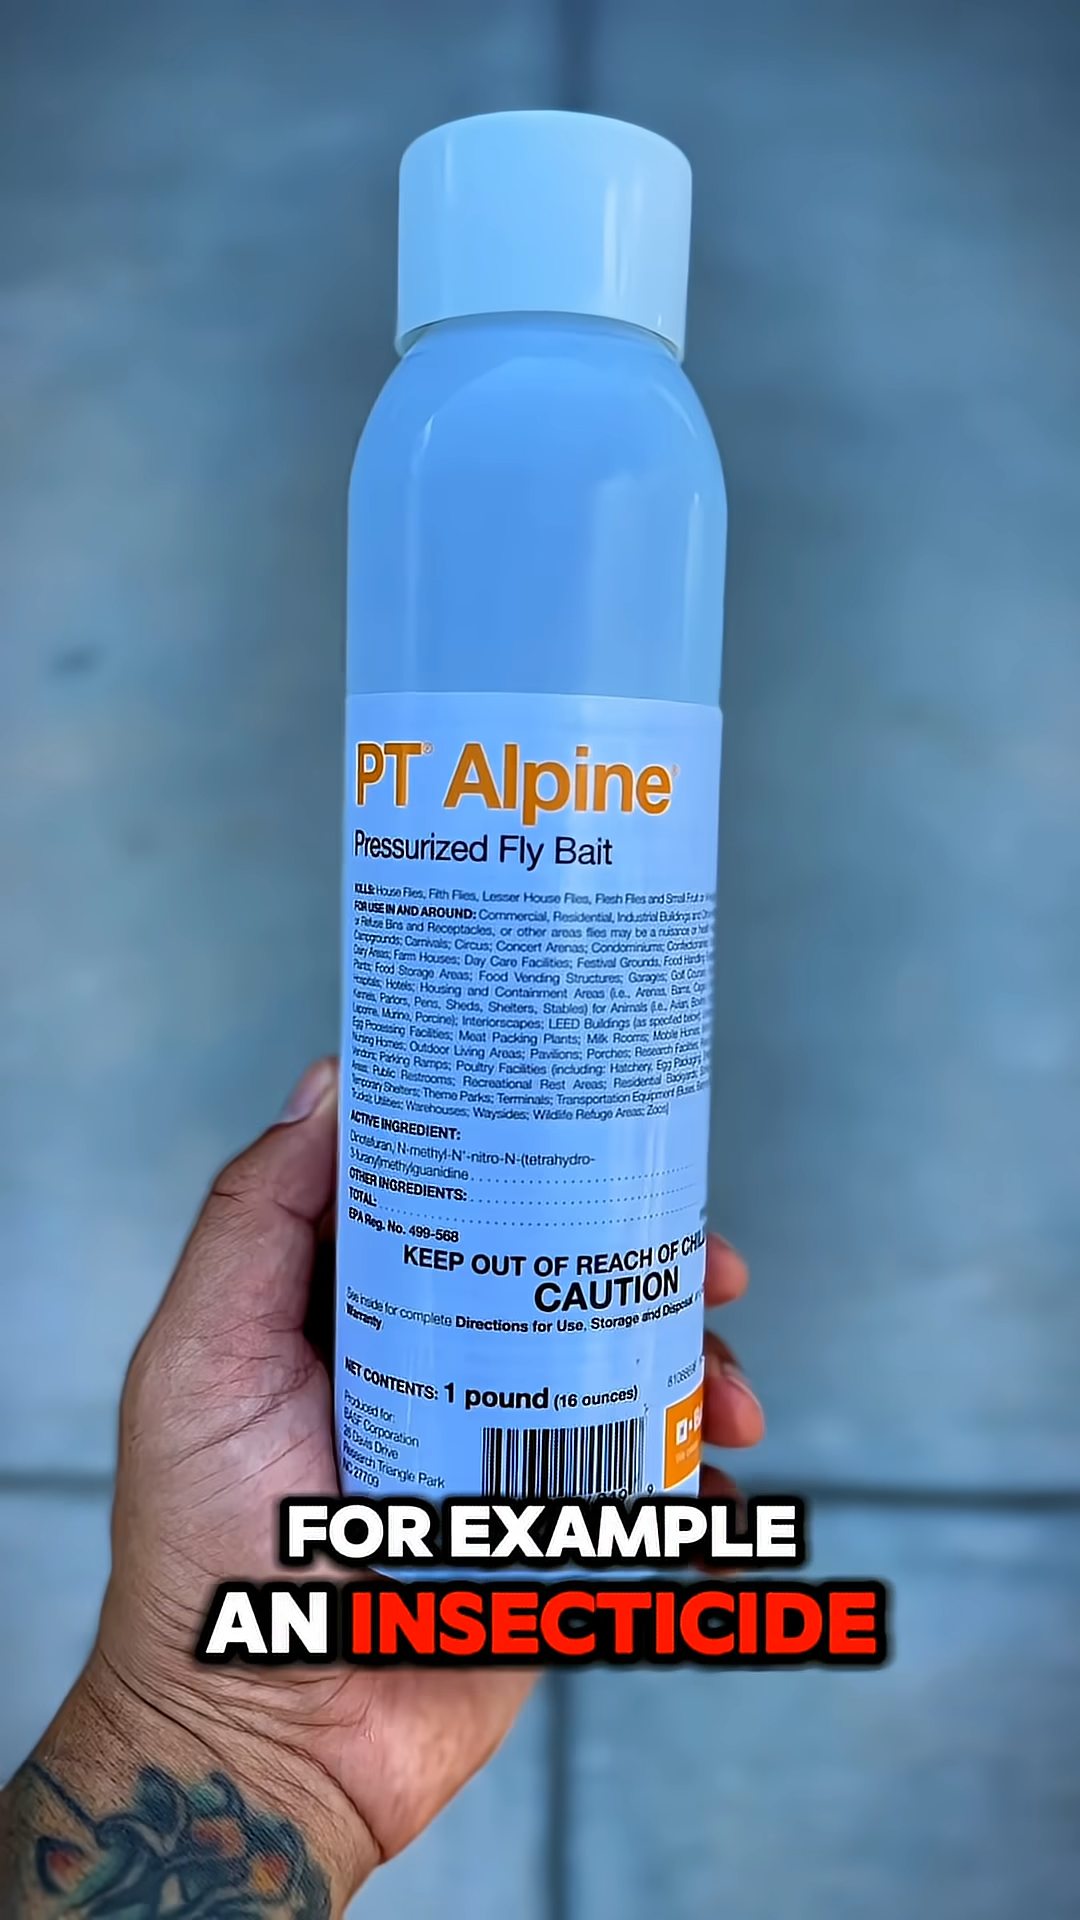 PT® Alpine®
Pressurized Fly Bait
KILLS: House Flies, Filth Flies, Lesser House Flies, Flesh Flies and Small Fruit
FOR USE IN AND AROUND: Commercial, Residential, Industrial Buildings and
or Refuse Bins and Receptacles, or other areas flies may be a nuisance or
Campgrounds; Carnivals; Circus; Concert Arenas; Condominiums;
Dairy Areas; Farm Houses; Day Care Facilities; Festival Grounds, Food
Food Storage Areas; Food Vending Structures; Garages; Golf
Hospitals; Hotels; Housing and Containment Areas (i.e., Arenas, Barns,
Kennels, Parlors, Pens, Sheds, Shelters, Stables) for Animals (i.e., Avian,
Murine, Porcine); Interiorscapes; LEED Buildings (as specified below);
Egg Processing Facilities; Meat Packing Plants; Milk Rooms; Mobile Homes;
Nursing Homes; Outdoor Living Areas; Pavilions; Porches; Research Facilities;
Vendors; Parking Ramps; Poultry Facilities (including: Hatchery, Egg
Areas; Public Restrooms; Recreational Rest Areas; Residential
Temporary Shelters; Theme Parks; Terminals; Transportation Equipment
Trucks; Utilities; Warehouses; Waysides; Wildlife Refuge Areas; Zoos]
ACTIVE INGREDIENT:
Dinotefuran, N-methyl-N'-nitro-N-(tetrahydro-
3-furanyl)methylguanidine
OTHER INGREDIENTS:
TOTAL:
EPA Reg. No. 499-568
KEEP OUT OF REACH OF
CAUTION
See inside for complete Directions for Use, Storage and Disposal
Warranty
NET CONTENTS: 1 pound (16 ounces)
Produced for:
BASF Corporation
26 Davis Drive
Research Triangle Park
NC 27709
FOR EXAMPLE
AN INSECTICIDE